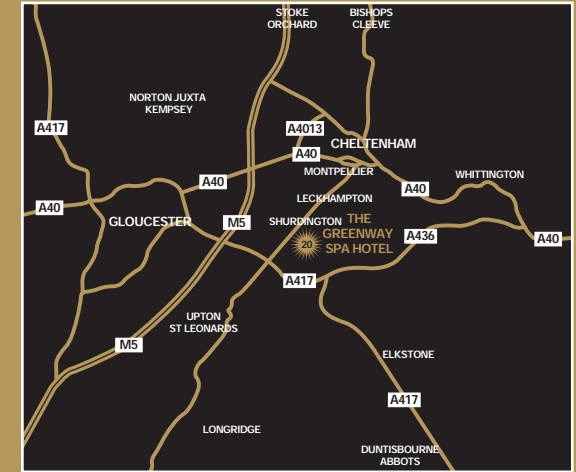 STOKE
ORCHARD
BISHOPS
CLEEVE
NORTON JUXTA
KEMPSEY
A417
A4013
CHELTENHAM
A40
MONTPELLIER
A40
A40
WHITTINGTON
LECKHAMPTON
A40
GLOUCESTER
M5
SHURDINGTON
THE
GREENWAY
SPA HOTEL
20
A436
A40
A417
UPTON
ST LEONARDS
M5
ELKSTONE
A417
LONGRIDGE
DUNTISBOURNE
ABBOTS